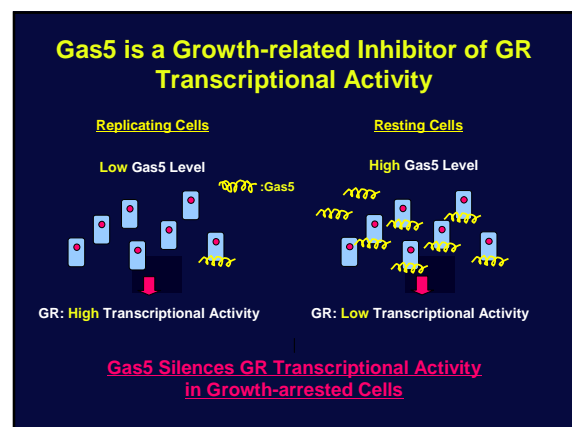 Gas5 is a Growth-related Inhibitor of GR
Transcriptional Activity
Replicating Cells
Resting Cells
Low Gas5 Level
High Gas5 Level
:Gas5
GR: High Transcriptional Activity
GR: Low Transcriptional Activity
Gas5 Silences GR Transcriptional Activity
in Growth-arrested Cells